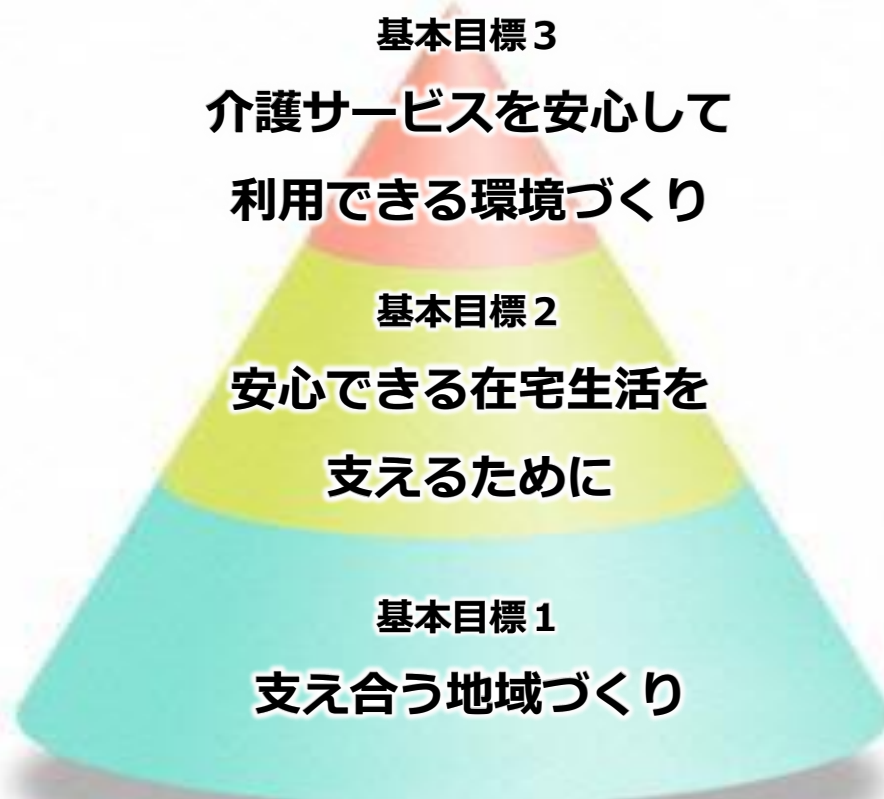 基本目標３
介護サービスを安心して
利用できる環境づくり
基本目標２
安心できる在宅生活を
支えるために
基本目標１
支え合う地域づくり